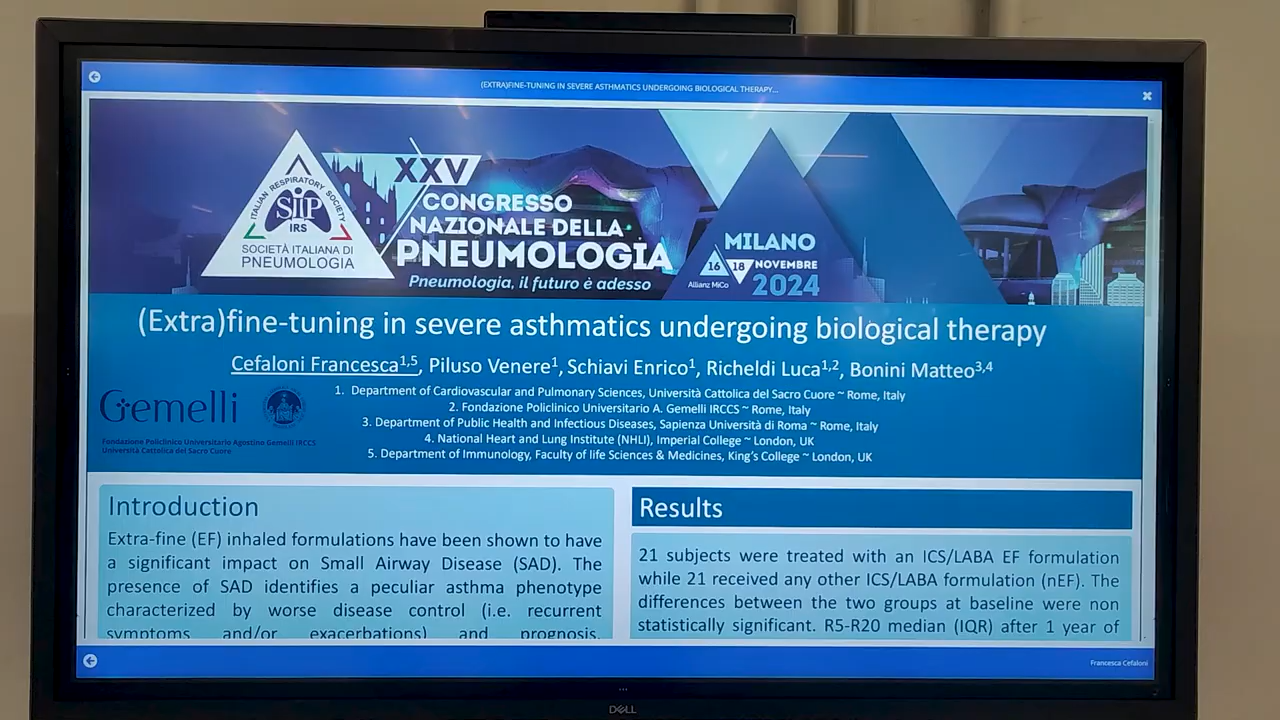 (EXTRA)FINE-TUNING IN SEVERE ASTHMATICS UNDERGOING BIOLOGICAL THERAPY...
ITALIAN RESPIRATORY SOCIETY
SIP
IRS
SOCIETÀ ITALIANA DI
PNEUMOLOGIA
XXV
CONGRESSO
NAZIONALE DELLA
PNEUMOLOGIA
Pneumologia, il futuro è adesso
MILANO
16 18 NOVEMBRE
Allianz MiCo 2024
(Extra)fine-tuning in severe asthmatics undergoing biological therapy
Cefaloni Francesca1,5, Piluso Venere1, Schiavi Enrico1, Richeldi Luca1,2, Bonini Matteo3,4
1. Department of Cardiovascular and Pulmonary Sciences, Università Cattolica del Sacro Cuore ~ Rome, Italy
2. Fondazione Policlinico Universitario A. Gemelli IRCCS ~ Rome, Italy
3. Department of Public Health and Infectious Diseases, Sapienza Università di Roma ~ Rome, Italy
4. National Heart and Lung Institute (NHLI), Imperial College ~ London, UK
5. Department of Immunology, Faculty of life Sciences & Medicines, King's College ~ London, UK
Gemelli
Fondazione Policlinico Universitario Agostino Gemelli IRCCS
Università Cattolica del Sacro Cuore
Introduction
Extra-fine (EF) inhaled formulations have been shown to have
a significant impact on Small Airway Disease (SAD). The
presence of SAD identifies a peculiar asthma phenotype
characterized by worse disease control (i.e. recurrent
symptoms and/or exacerbations) and prognosis.
Results
21 subjects were treated with an ICS/LABA EF formulation
while 21 received any other ICS/LABA formulation (nEF). The
differences between the two groups at baseline were non
statistically significant. R5-R20 median (IQR) after 1 year of
Francesca Cefaloni
DELL